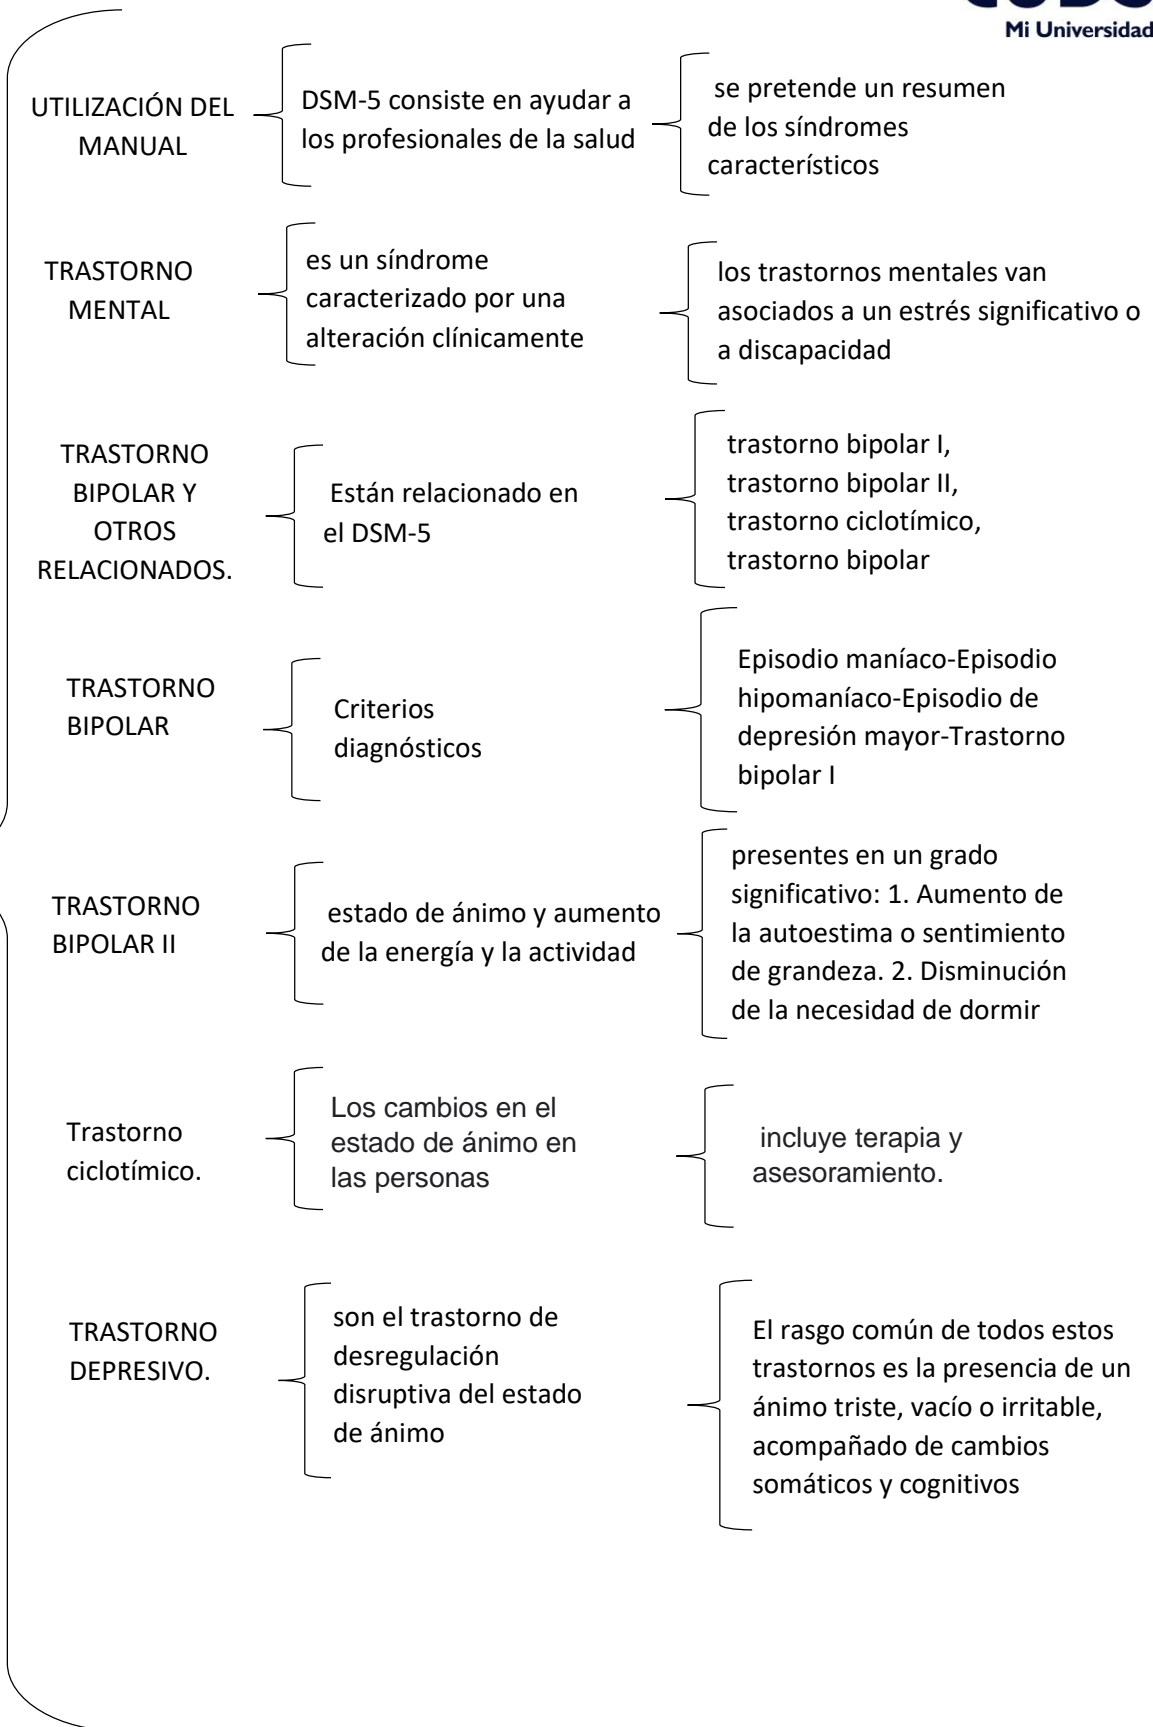 Mi Universidad
UTILIZACIÓN DEL
MANUAL
DSM-5 consiste en ayudar a
los profesionales de la salud
se pretende un resumen
de los síndromes
característicos
TRASTORNO
MENTAL
es un síndrome
caracterizado por una
alteración clínicamente
los trastornos mentales van
asociados a un estrés significativo o
a discapacidad
TRASTORNO
BIPOLAR Y
OTROS
RELACIONADOS.
Están relacionado en
el DSM-5
trastorno bipolar I,
trastorno bipolar II,
trastorno ciclotímico,
trastorno bipolar
TRASTORNO
BIPOLAR
Criterios
diagnósticos
Episodio maníaco-Episodio
hipomaníaco-Episodio de
depresión mayor-Trastorno
bipolar I
TRASTORNO
BIPOLAR II
estado de ánimo y aumento
de la energía y la actividad
presentes en un grado
significativo: 1. Aumento de
la autoestima o sentimiento
de grandeza. 2. Disminución
de la necesidad de dormir
Trastorno
ciclotímico.
Los cambios en el
estado de ánimo en
las personas
incluye terapia y
asesoramiento.
TRASTORNO
DEPRESIVO.
son el trastorno de
desregulación
disruptiva del estado
de ánimo
El rasgo común de todos estos
trastornos es la presencia de un
ánimo triste, vacío o irritable,
acompañado de cambios
somáticos y cognitivos